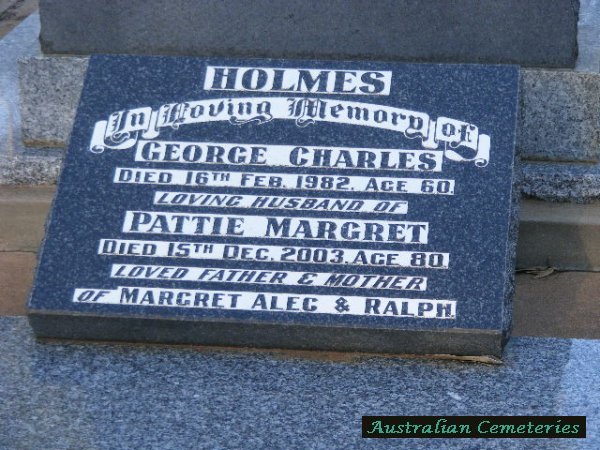 HOLMES
In Loving Memory of
GEORGE CHARLES
DIED 16TH FEB. 1982. AGE 60.
LOVING HUSBAND OF
PATTIE MARGRET
DIED 15TH DEC. 2003. AGE 80.
LOVED FATHER & MOTHER
OF MARGRET ALEC & RALPH.
Australian Cemeteries